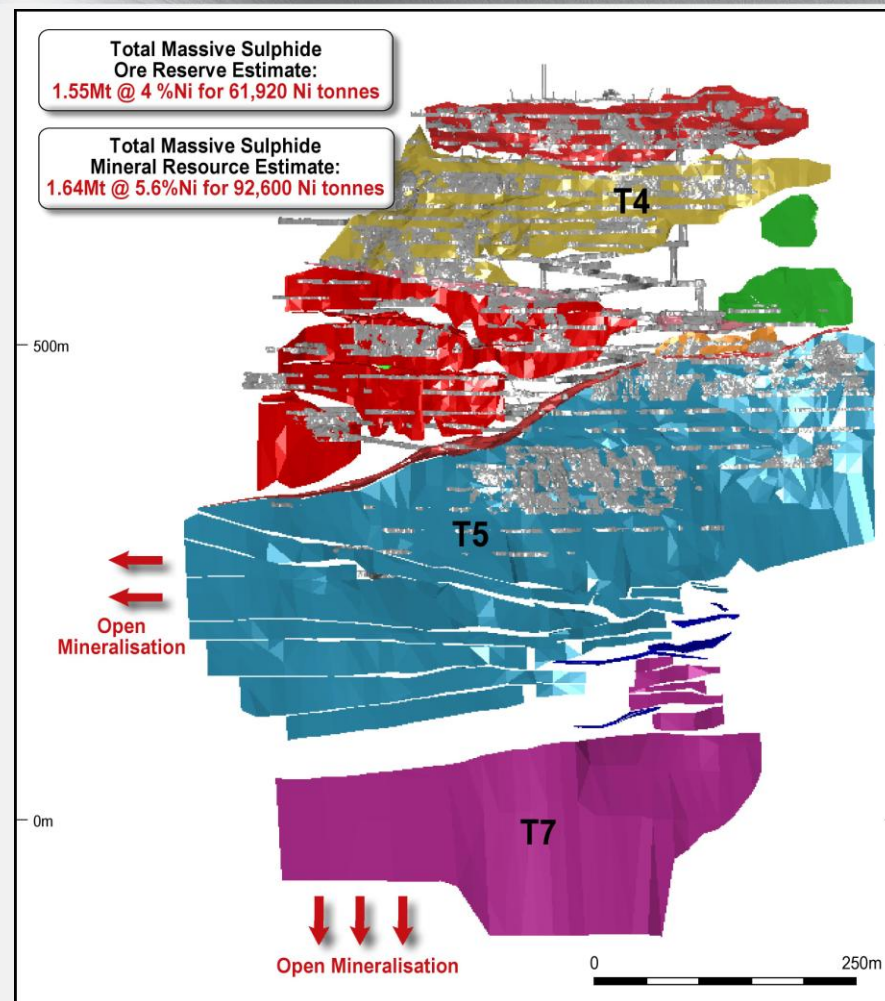 Total Massive Sulphide
Ore Reserve Estimate:
1.55Mt @ 4 %Ni for 61,920 Ni tonnes
Total Massive Sulphide
Mineral Resource Estimate:
1.64Mt @ 5.6%Ni for 92,600 Ni tonnes
T4
500m
T5
Open
Mineralisation
0m
T7
Open Mineralisation
0
250m